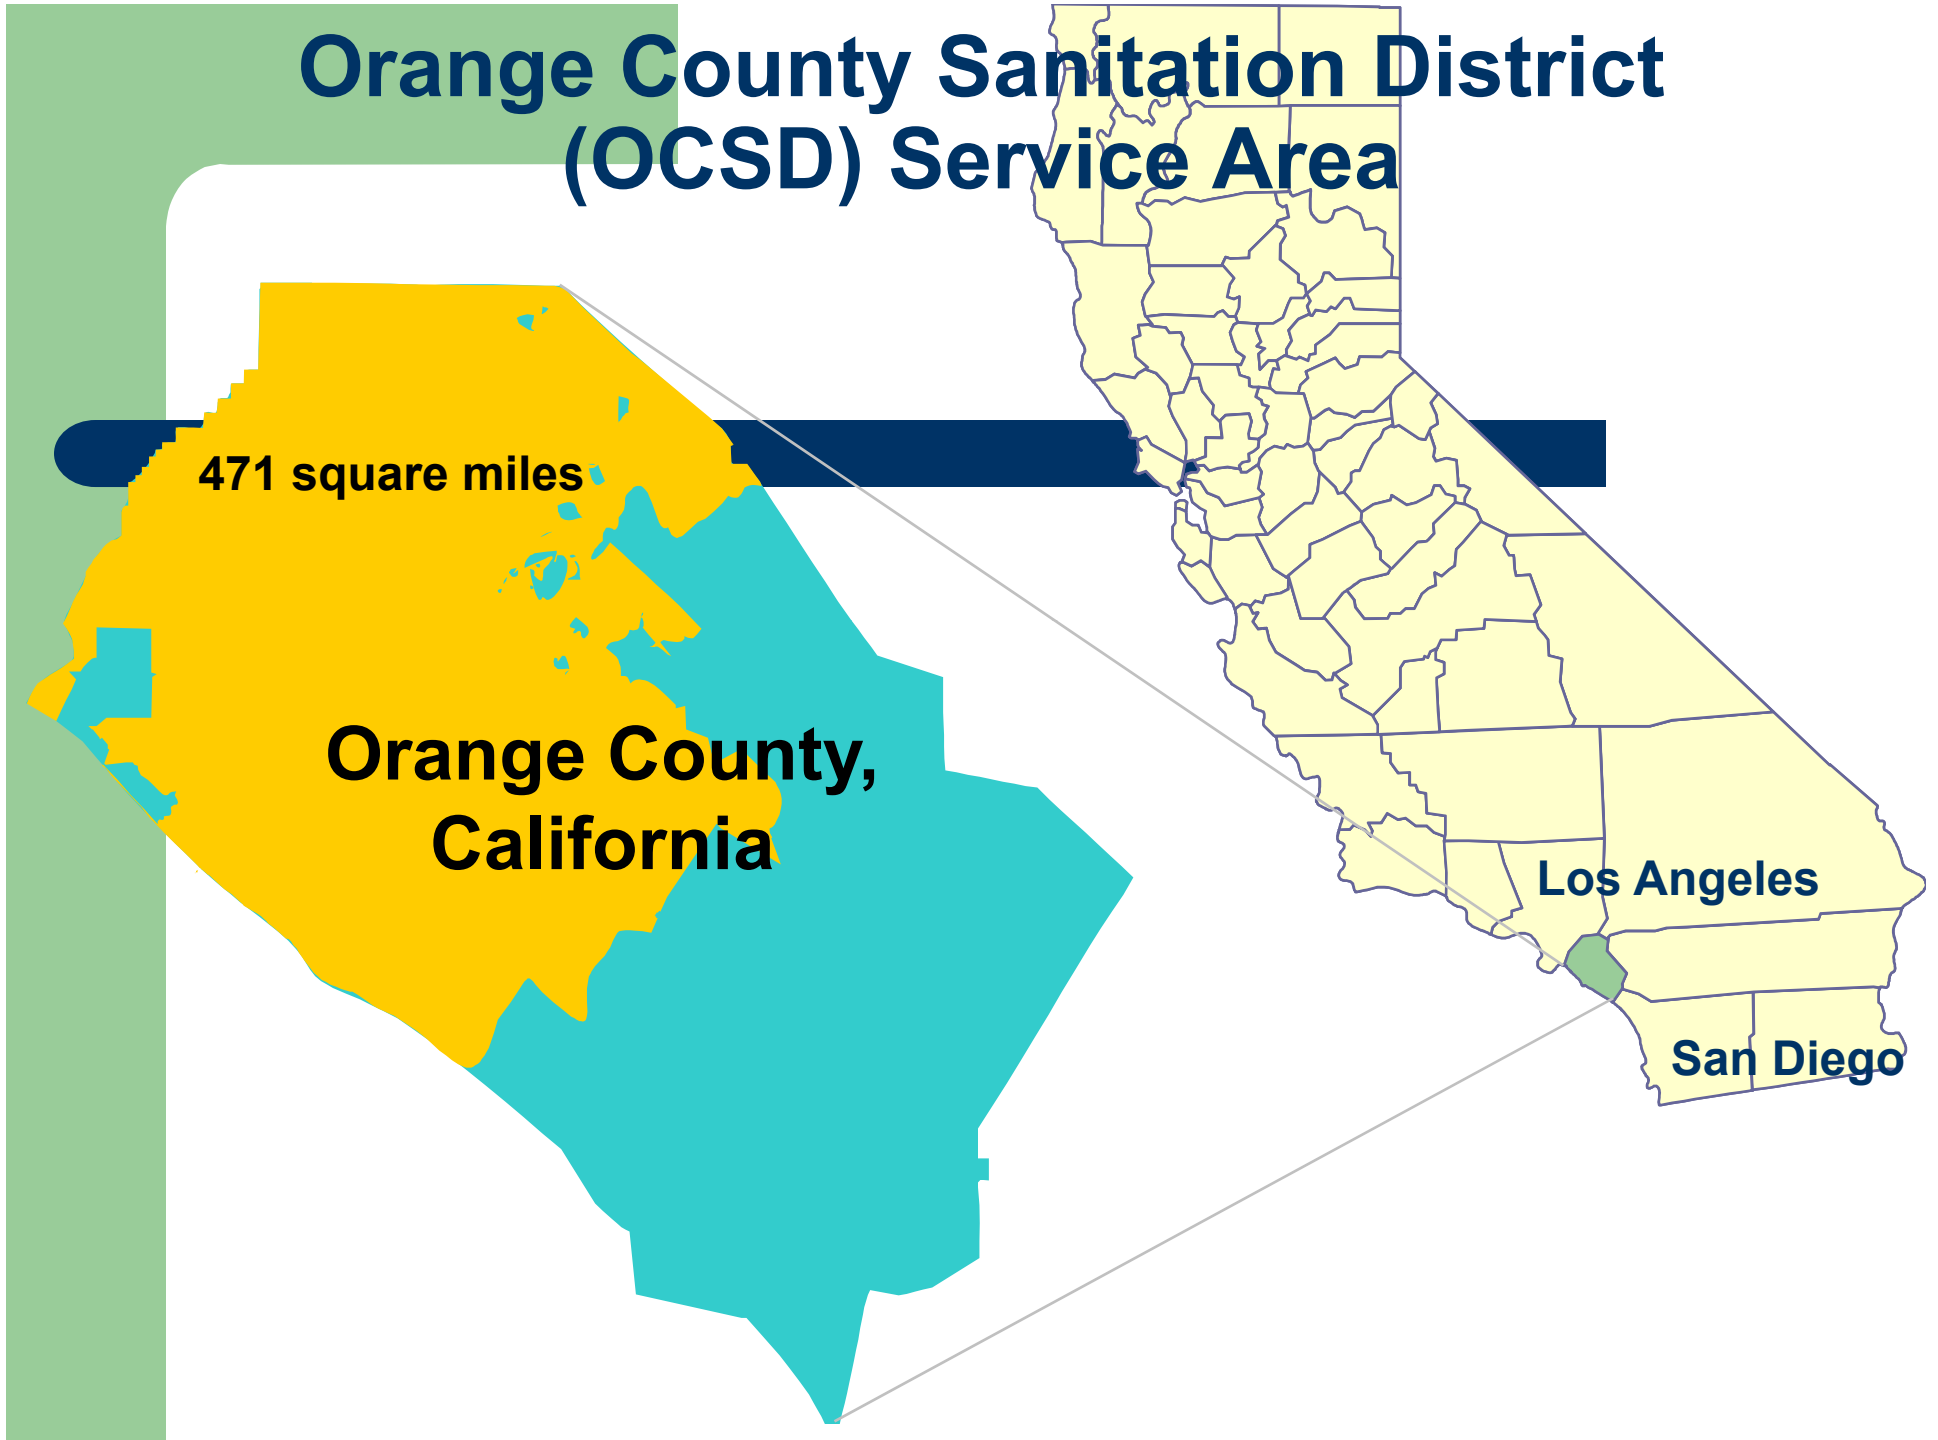 Orange County Sanitation District
(OCSD) Service Area
471 square miles
Orange County,
California
Los Angeles
San Diego